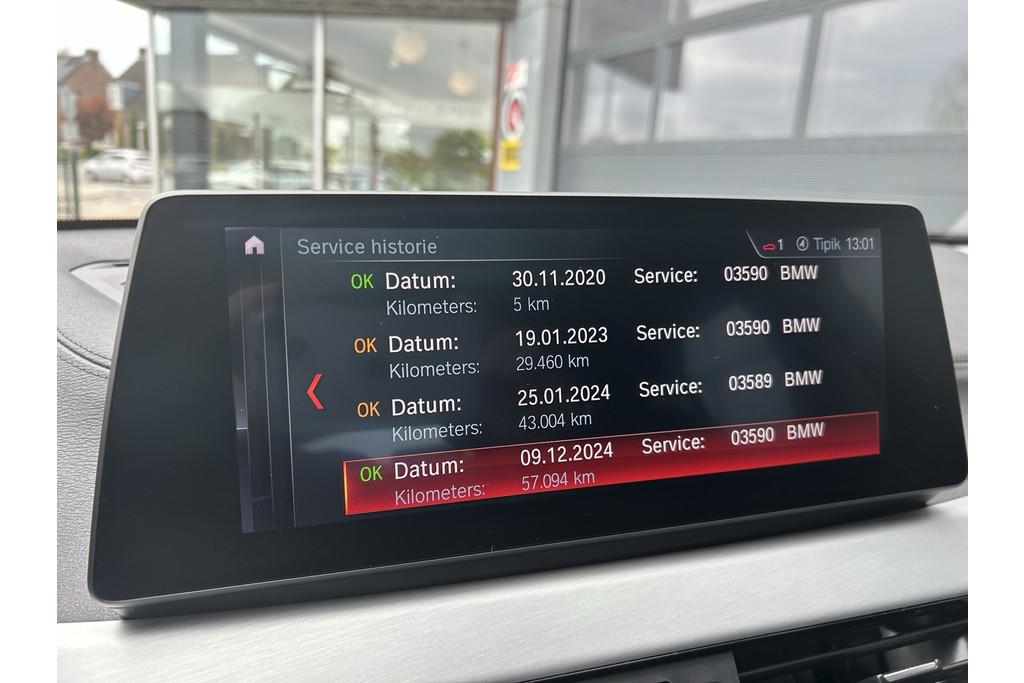 Service historie
1 Tipik 13:01
OK Datum: 30.11.2020 Service: 03590 BMW
Kilometers: 5 km
OK Datum: 19.01.2023 Service: 03590 BMW
Kilometers: 29.460 km
OK Datum: 25.01.2024 Service: 03589 BMW
Kilometers: 43.004 km
OK Datum: 09.12.2024 Service: 03590 BMW
Kilometers: 57.094 km